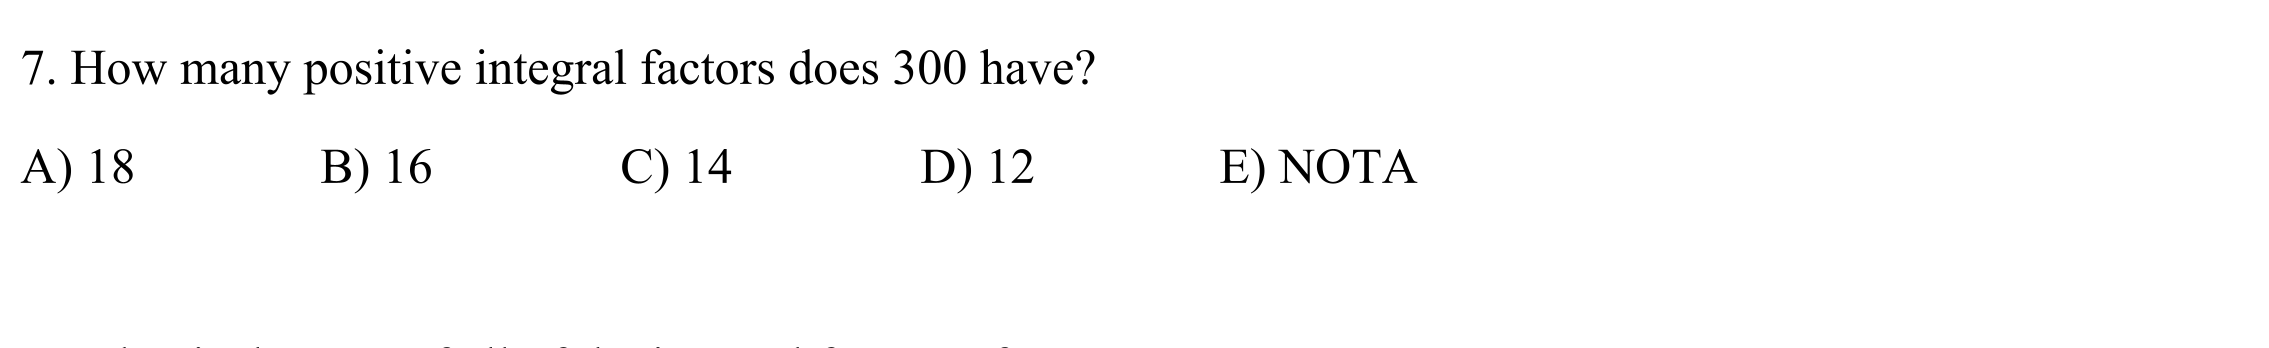 7. How many positive integral factors does 300 have?
A) 18 B) 16 C) 14 D) 12 E) NOTA